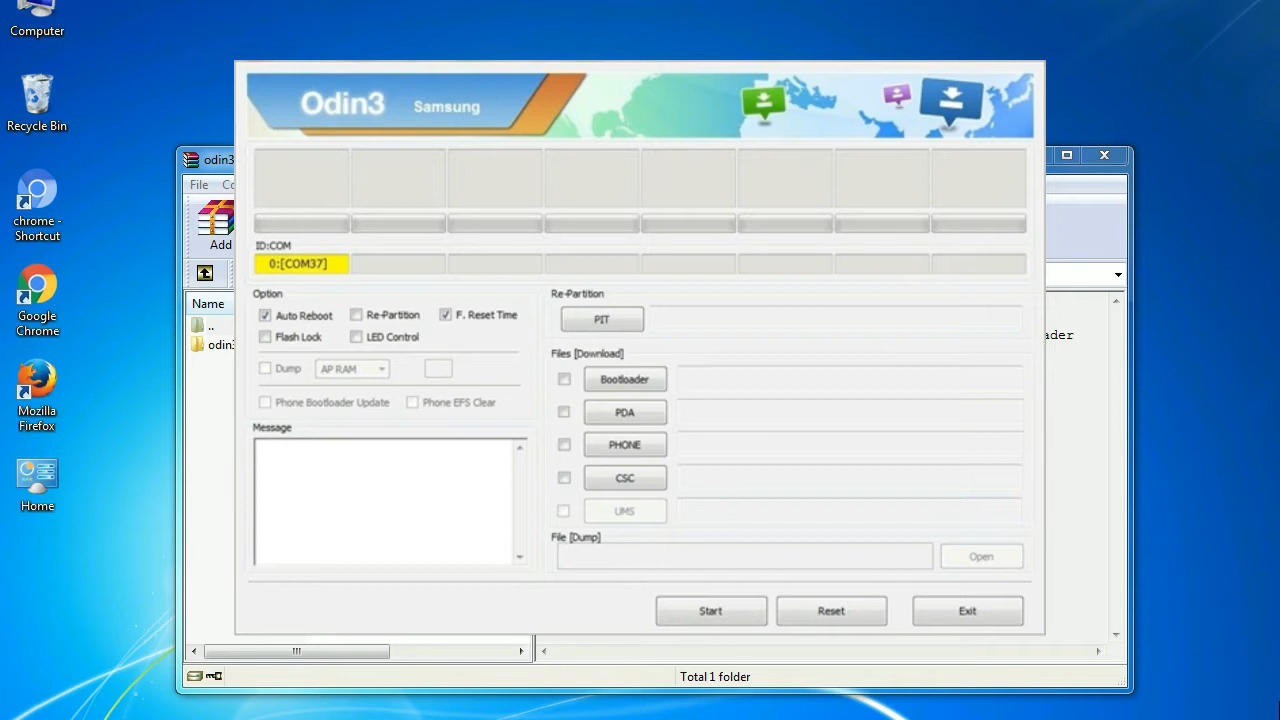 Computer
Recycle Bin
chrome -
Shortcut
Google
Chrome
Mozilla
Firefox
Home
odin3
File
Add
Name
..
odin3
Odin3 Samsung
ID:COM
0:[COM37]
Option
Auto Reboot Re-Partition F. Reset Time
Flash Lock LED Control
Dump AP RAM
Phone Bootloader Update Phone EFS Clear
Message
Re-Partition
PIT
Files [Download]
Bootloader
PDA
PHONE
CSC
UMS
File [Dump]
Open
Start Reset Exit
Total 1 folder